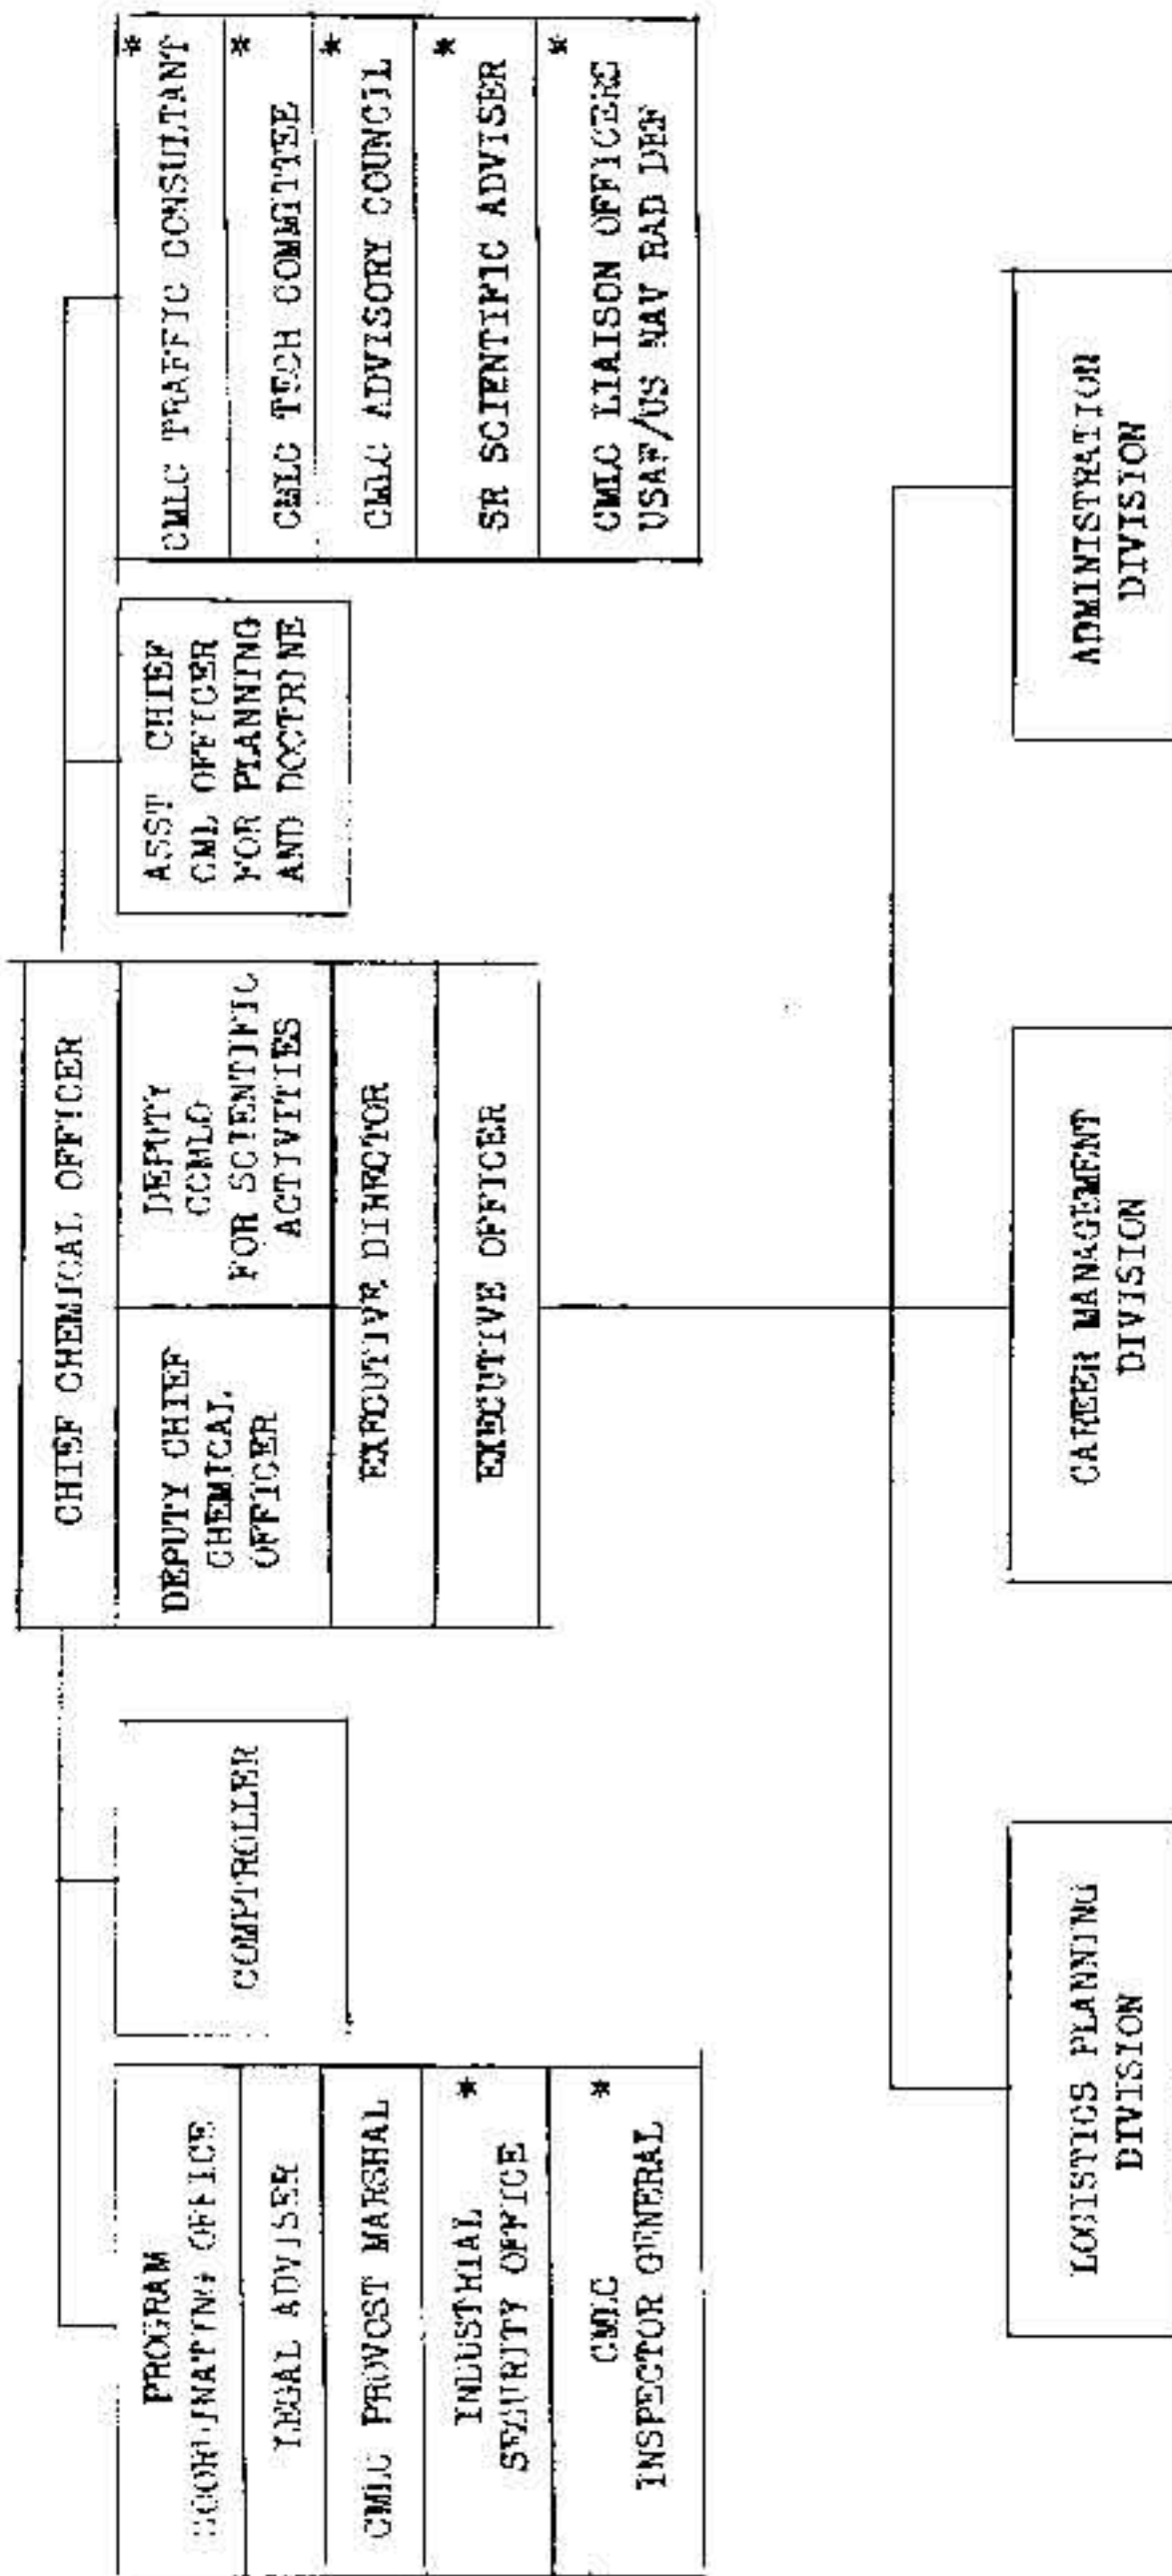 CHIEF CHEMICAL OFFICER
DEPUTY CHIEF
CHEMICAL
OFFICER
DEPUTY
CCMLO
FOR SCIENTIFIC
ACTIVITIES
EXECUTIVE DIRECTOR
EXECUTIVE OFFICER
PROGRAM
COORDINATING OFFICE
LEGAL ADVISER
CMLC PROVOST MARSHAL
INDUSTRIAL *
SECURITY OFFICE
CMLC *
INSPECTOR GENERAL
COMPTROLLER
ASST CHIEF
CML OFFICER
FOR PLANNING
AND DOCTRINE
*
CMLC TRAFFIC CONSULTANT
*
CMLC TECH COMMITTEE
*
CMLC ADVISORY COUNCIL
*
SR SCIENTIFIC ADVISER
*
CMLC LIAISON OFFICERS
USAF/US NAV RAD DEF
LOGISTICS PLANNING
DIVISION
CAREER MANAGEMENT
DIVISION
ADMINISTRATION
DIVISION